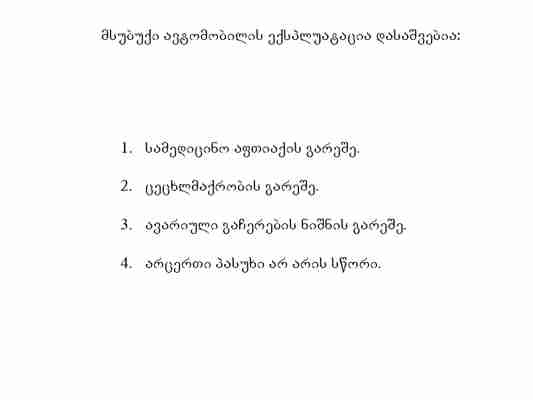 მსუბუქი ავტომობილის ექსპლუატაცია დასაშვებია:
1. სამედიცინო აფთიაქის გარეშე.
2. ცეცხლმაქრობის გარეშე.
3. ავარიული გაჩერების ნიშნის გარეშე.
4. არცერთი პასუხი არ არის სწორი.